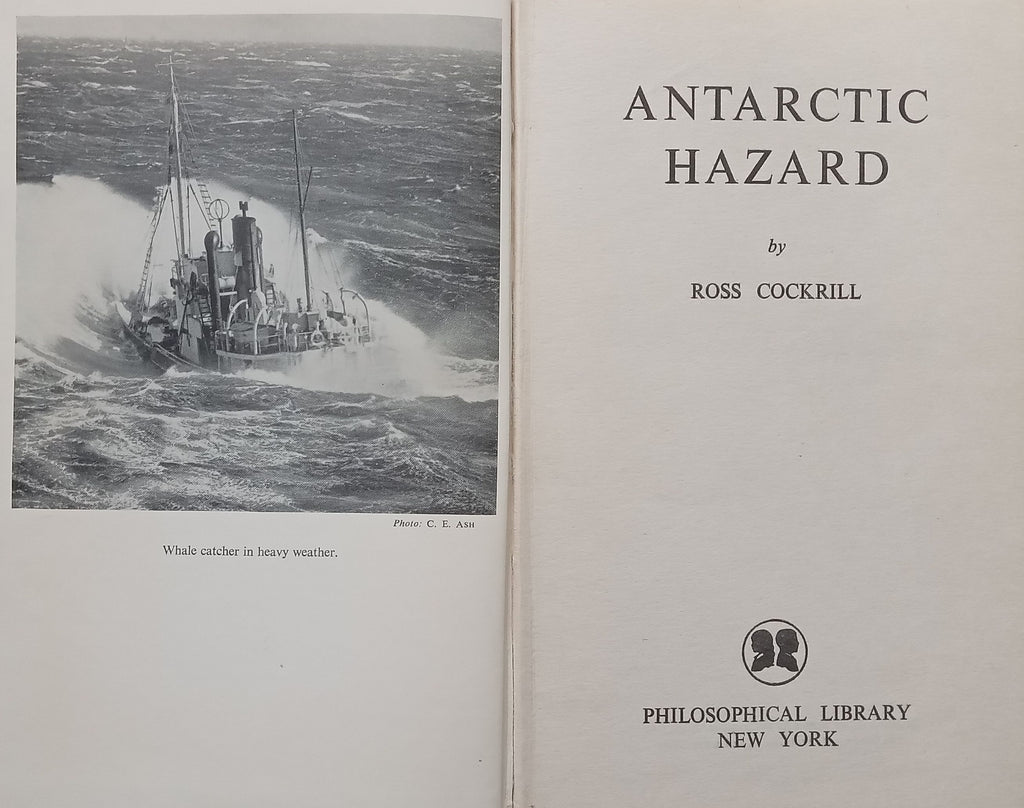 Photo: C. E. ASH
Whale catcher in heavy weather.
ANTARCTIC
HAZARD
by
ROSS COCKRILL
PHILOSOPHICAL LIBRARY
NEW YORK